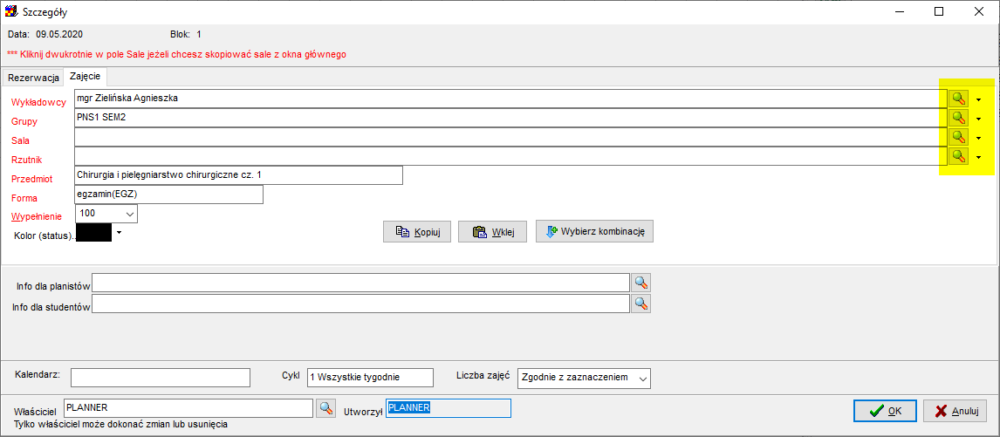 Szczegóły
Data: 09.05.2020 Blok: 1
*** Kliknij dwukrotnie w pole Sale jeżeli chcesz skopiować sale z okna głównego
Rezerwacja Zajęcie
Wykładowcy mgr Zielińska Agnieszka
Grupy PNS1 SEM2
Sala
Rzutnik
Przedmiot Chirurgia i pielęgniarstwo chirurgiczne cz. 1
Forma egzamin(EGZ)
Wypełnienie 100
Kolor (status).. Kopiuj Wklej Wybierz kombinację
Info dla planistów
Info dla studentów
Kalendarz: Cykl 1 Wszystkie tygodnie Liczba zajęć Zgodnie z zaznaczeniem
Właściciel PLANNER Utworzył PLANNER OK Anuluj
Tylko właściciel może dokonać zmian lub usunięcia